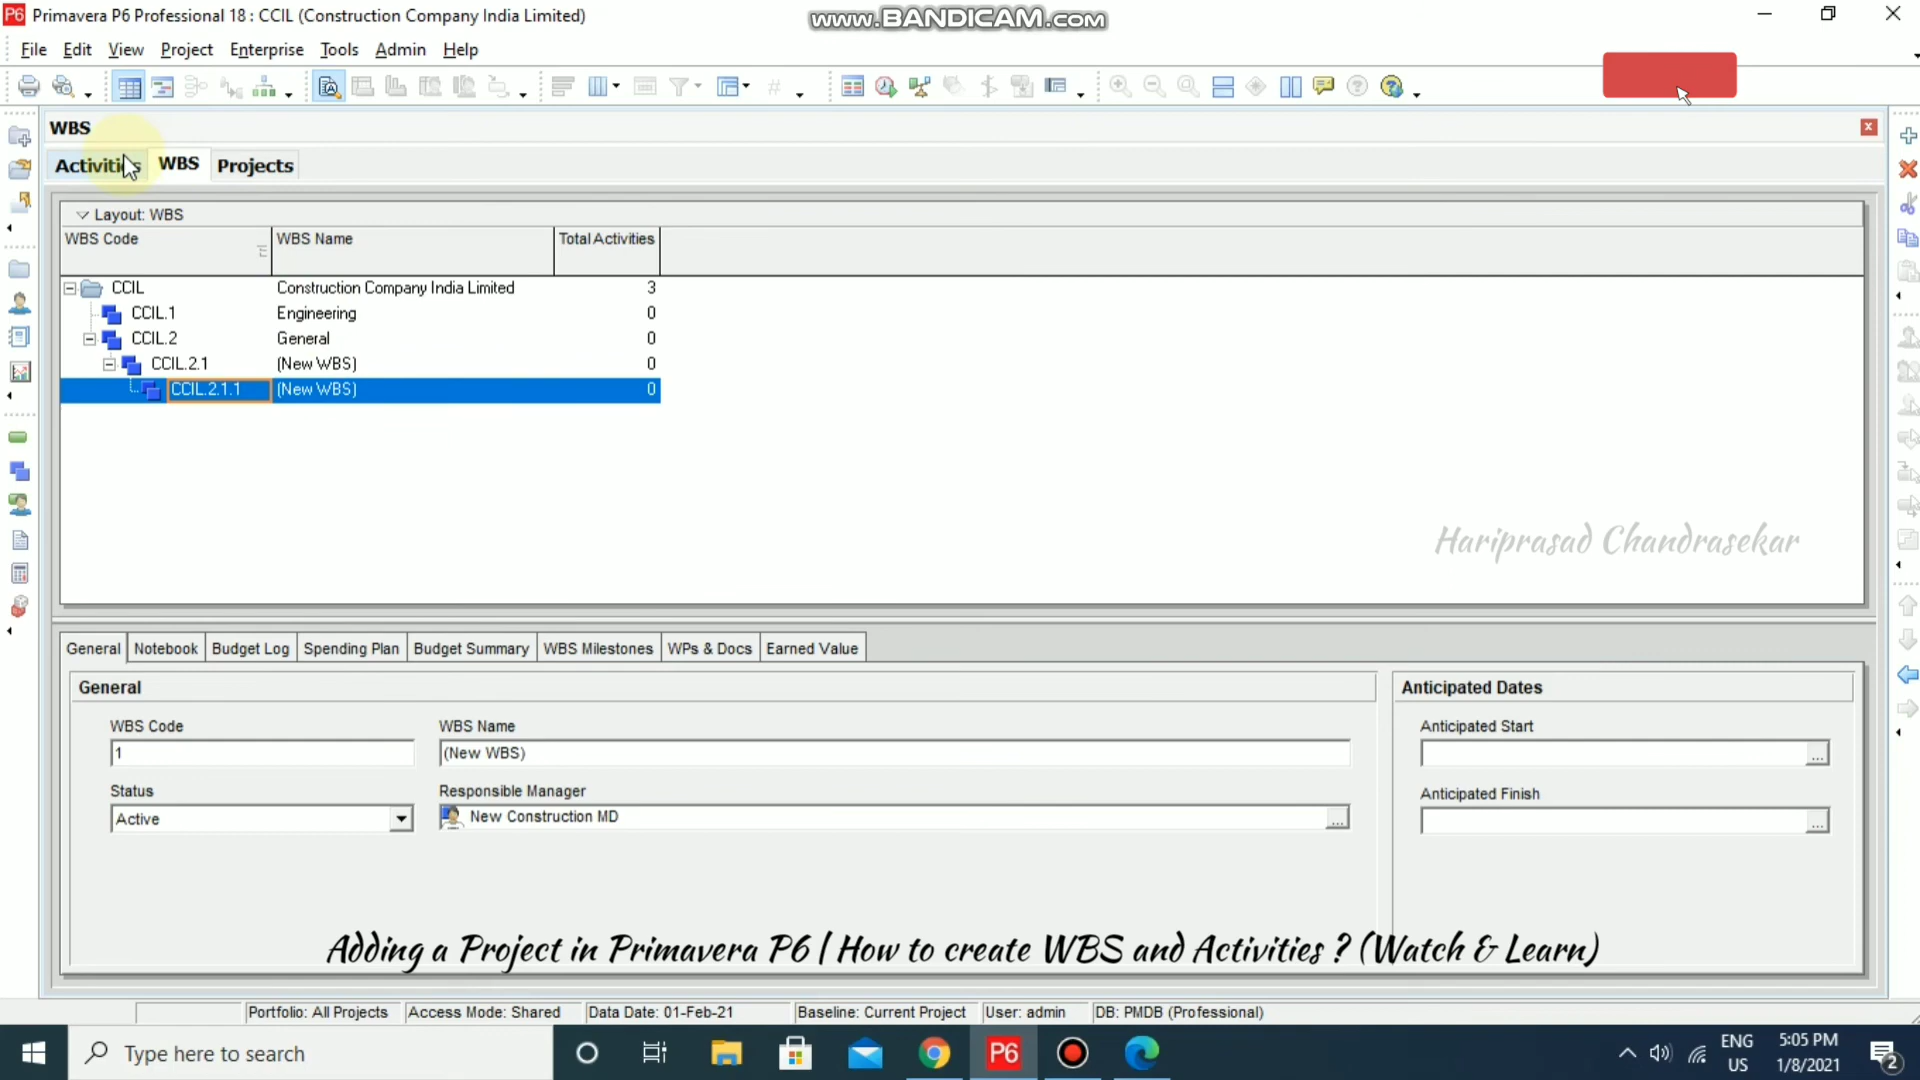 Primavera P6 Professional 18 : CCIL (Construction Company India Limited)
www.BANDICAM.com
File Edit View Project Enterprise Tools Admin Help
WBS
Activities WBS Projects
Layout: WBS
WBS Code WBS Name Total Activities
CCIL Construction Company India Limited 3
CCIL.1 Engineering 0
CCIL.2 General 0
CCIL.2.1 (New WBS) 0
CCIL.2.1.1 (New WBS) 0
Hariprasad Chandrasekar
General Notebook Budget Log Spending Plan Budget Summary WBS Milestones WPs & Docs Earned Value
General Anticipated Dates
WBS Code WBS Name Anticipated Start
1 (New WBS)
Status Responsible Manager Anticipated Finish
Active New Construction MD
Adding a Project in Primavera P6 | How to create WBS and Activities ? (Watch & Learn)
Portfolio: All Projects Access Mode: Shared Data Date: 01-Feb-21 Baseline: Current Project User: admin DB: PMDB (Professional)
Type here to search
P6
ENG
US
5:05 PM
1/8/2021
2